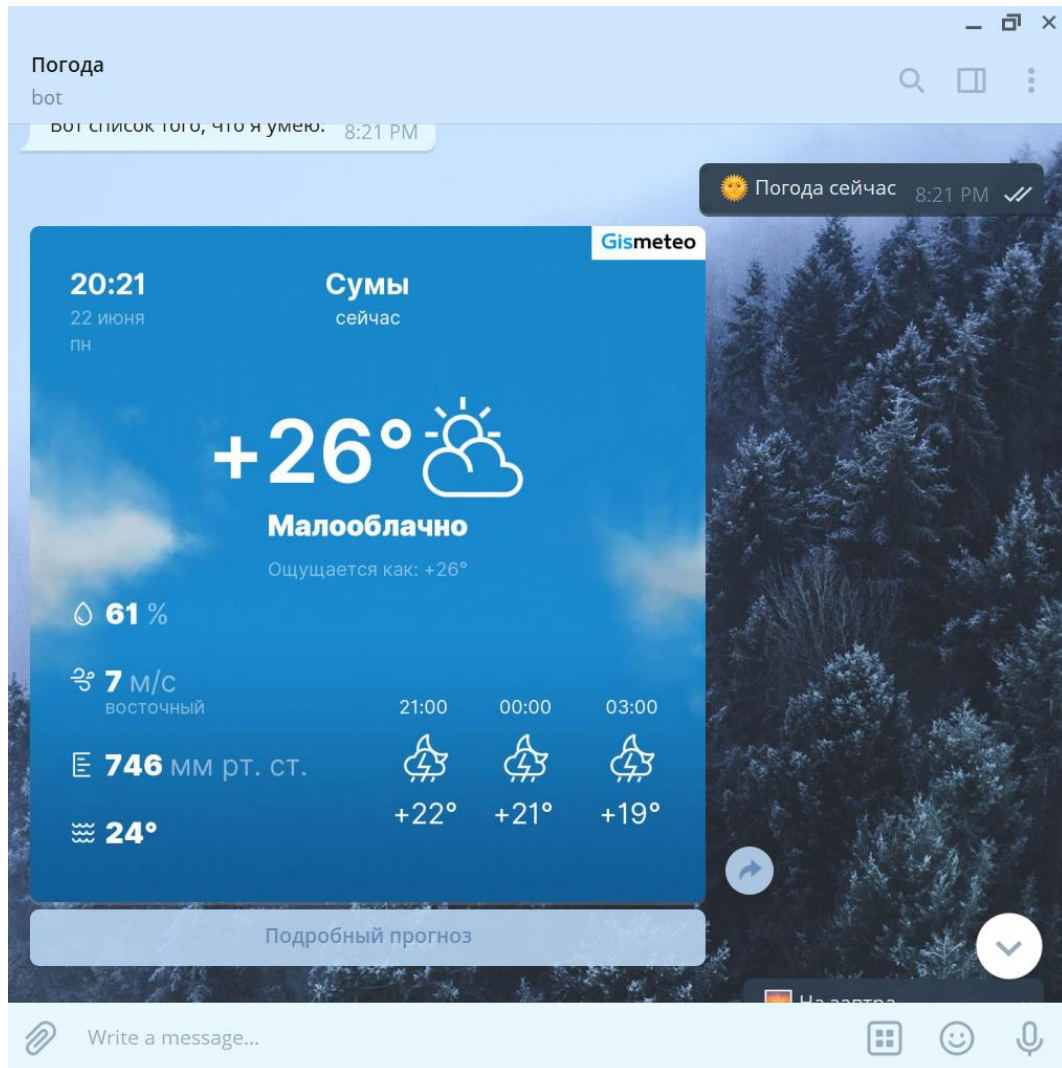 Погода
bot
Вот список того, что я умею: 8:21 PM
🌞 Погода сейчас 8:21 PM
Gismeteo
20:21
Сумы
22 июня
сейчас
пн
+26°
Малооблачно
Ощущается как: +26°
61 %
7 м/с
восточный
21:00 00:00 03:00
746 мм рт. ст.
+22° +21° +19°
24°
Подробный прогноз
На завтра
Write a message...